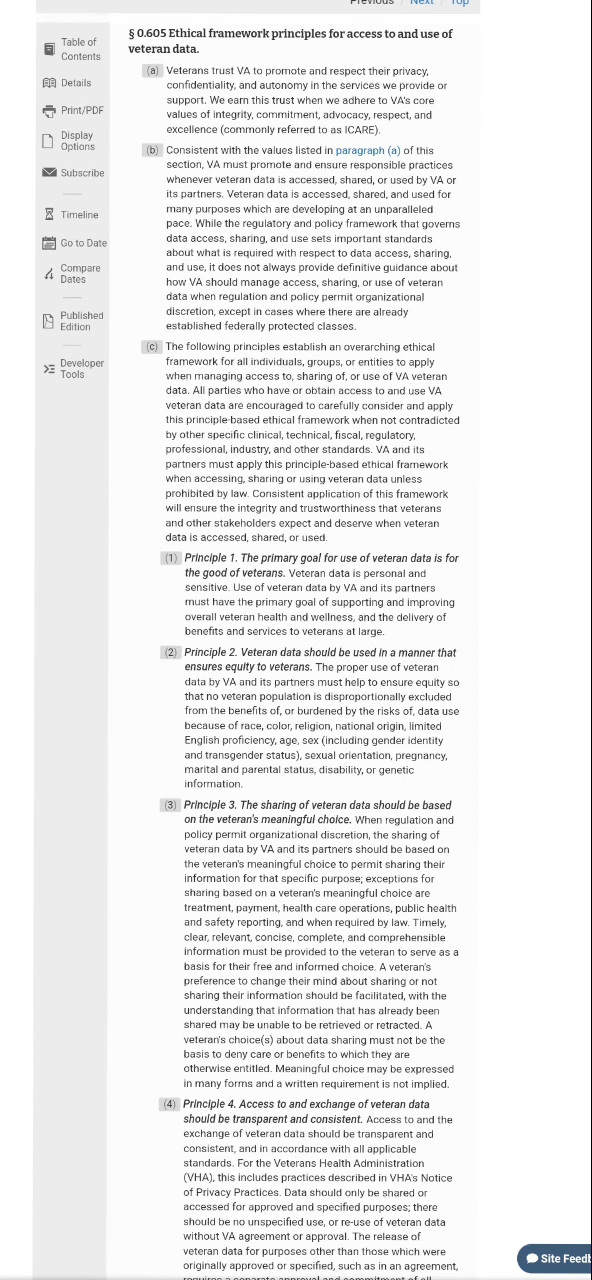 Previous / Next / Top
§ 0.605 Ethical framework principles for access to and use of
veteran data.
Table of
Contents
Details
Print/PDF
Display
Options
Subscribe
Timeline
Go to Date
Compare
Dates
Published
Edition
Developer
Tools
(a) Veterans trust VA to promote and respect their privacy,
confidentiality, and autonomy in the services we provide or
support. We earn this trust when we adhere to VA's core
values of integrity, commitment, advocacy, respect, and
excellence (commonly referred to as ICARE).
(b) Consistent with the values listed in paragraph (a) of this
section, VA must promote and ensure responsible practices
whenever veteran data is accessed, shared, or used by VA or
its partners. Veteran data is accessed, shared, and used for
many purposes which are developing at an unparalleled
pace. While the regulatory and policy framework that governs
data access, sharing, and use sets important standards
about what is required with respect to data access, sharing,
and use, it does not always provide definitive guidance about
how VA should manage access, sharing, or use of veteran
data when regulation and policy permit organizational
discretion, except in cases where there are already
established federally protected classes.
(c) The following principles establish an overarching ethical
framework for all individuals, groups, or entities to apply
when managing access to, sharing of, or use of VA veteran
data. All parties who have or obtain access to and use VA
veteran data are encouraged to carefully consider and apply
this principle-based ethical framework when not contradicted
by other specific clinical, technical, fiscal, regulatory,
professional, industry, and other standards. VA and its
partners must apply this principle-based ethical framework
when accessing, sharing or using veteran data unless
prohibited by law. Consistent application of this framework
will ensure the integrity and trustworthiness that veterans
and other stakeholders expect and deserve when veteran
data is accessed, shared, or used.
(1) Principle 1. The primary goal for use of veteran data is for
the good of veterans. Veteran data is personal and
sensitive. Use of veteran data by VA and its partners
must have the primary goal of supporting and improving
overall veteran health and wellness, and the delivery of
benefits and services to veterans at large.
(2) Principle 2. Veteran data should be used in a manner that
ensures equity to veterans. The proper use of veteran
data by VA and its partners must help to ensure equity so
that no veteran population is disproportionally excluded
from the benefits of, or burdened by the risks of, data use
because of race, color, religion, national origin, limited
English proficiency, age, sex (including gender identity
and transgender status), sexual orientation, pregnancy,
marital and parental status, disability, or genetic
information.
(3) Principle 3. The sharing of veteran data should be based
on the veteran's meaningful choice. When regulation and
policy permit organizational discretion, the sharing of
veteran data by VA and its partners should be based on
the veteran's meaningful choice to permit sharing their
information for that specific purpose; exceptions for
sharing based on a veteran's meaningful choice are
treatment, payment, health care operations, public health
and safety reporting, and when required by law. Timely,
clear, relevant, concise, complete, and comprehensible
information must be provided to the veteran to serve as a
basis for their free and informed choice. A veteran's
preference to change their mind about sharing or not
sharing their information should be facilitated, with the
understanding that information that has already been
shared may be unable to be retrieved or retracted. A
veteran's choice(s) about data sharing must not be the
basis to deny care or benefits to which they are
otherwise entitled. Meaningful choice may be expressed
in many forms and a written requirement is not implied.
(4) Principle 4. Access to and exchange of veteran data
should be transparent and consistent. Access to and the
exchange of veteran data should be transparent and
consistent, and in accordance with all applicable
standards. For the Veterans Health Administration
(VHA), this includes practices described in VHA's Notice
of Privacy Practices. Data should only be shared or
accessed for approved and specified purposes; there
should be no unspecified use, or re-use of veteran data
without VA agreement or approval. The release of
veteran data for purposes other than those which were
originally approved or specified, such as in an agreement,
requires a separate approval and commitment of all
Site Feedb